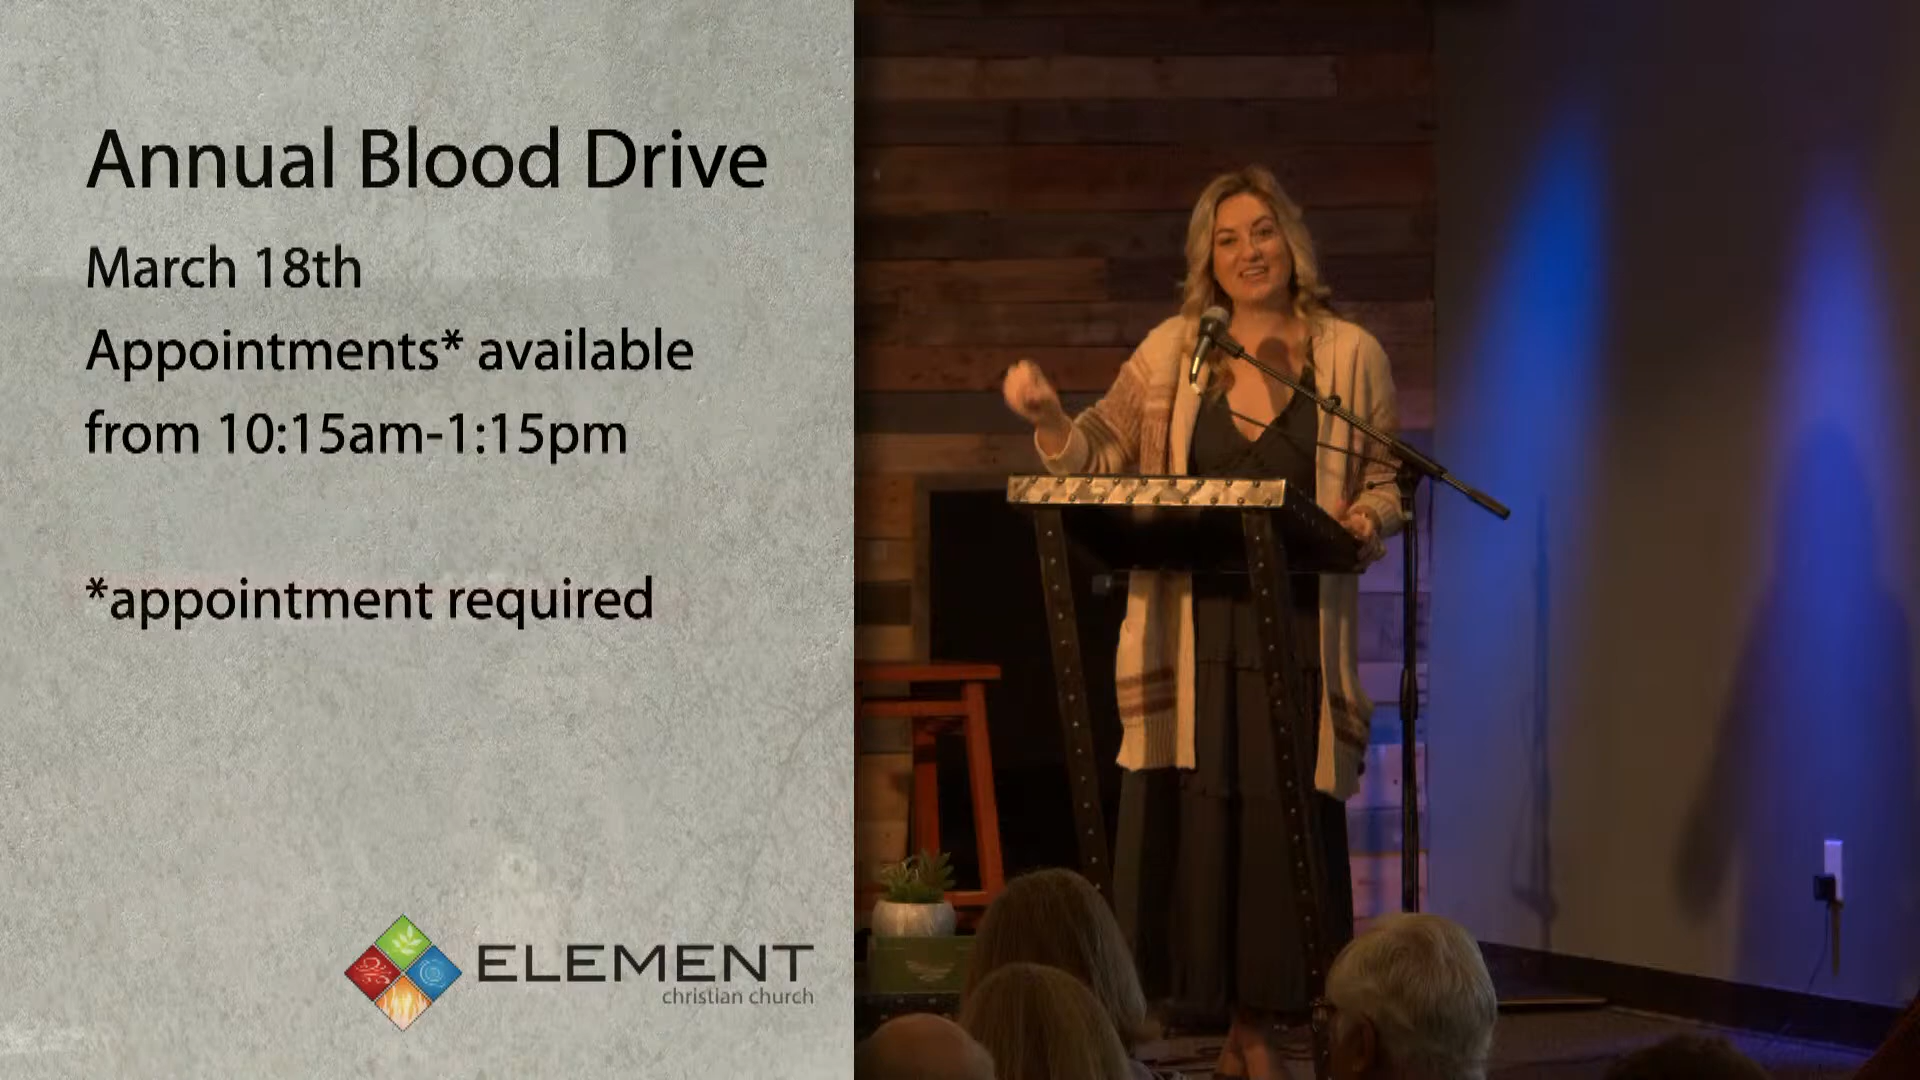 Annual Blood Drive
March 18th
Appointments* available
from 10:15am-1:15pm
*appointment required
ELEMENT
christian church